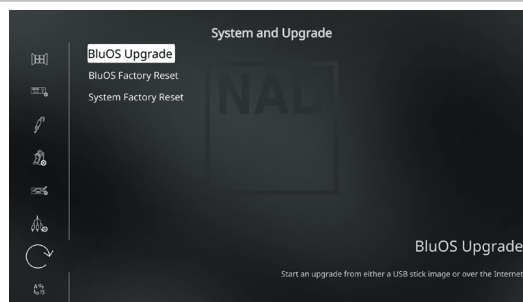 System and Upgrade
BluOS Upgrade
BluOS Factory Reset
System Factory Reset
NAD
BluOS Upgrade
Start an upgrade from either a USB stick image or over the Internet